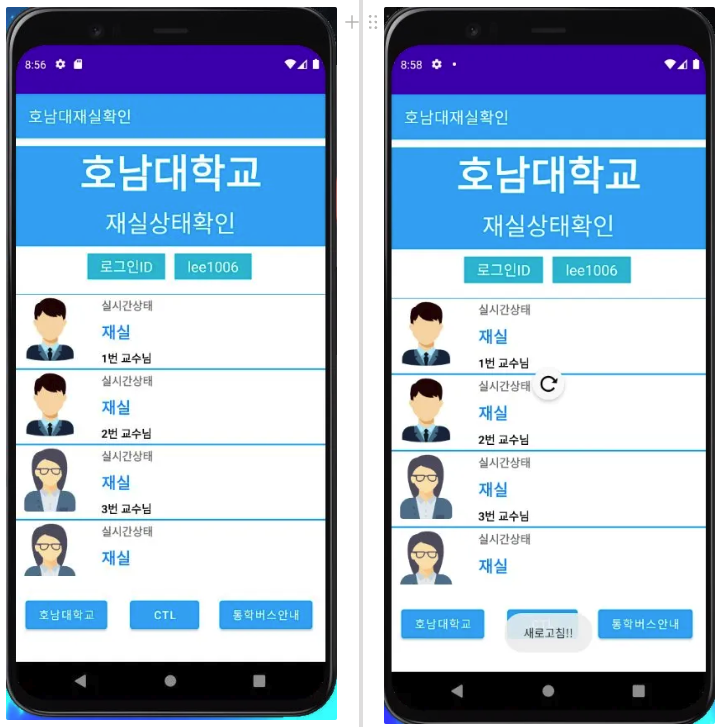 8:56
호남대재실확인
호남대학교
재실상태확인
로그인ID lee1006
실시간상태
재실
1번 교수님
실시간상태
재실
2번 교수님
실시간상태
재실
3번 교수님
실시간상태
재실
호남대학교 CTL 통학버스안내
8:58
호남대재실확인
호남대학교
재실상태확인
로그인ID lee1006
실시간상태
재실
1번 교수님
실시간상태
재실
2번 교수님
실시간상태
재실
3번 교수님
실시간상태
재실
호남대학교 통학버스안내
새로고침!!